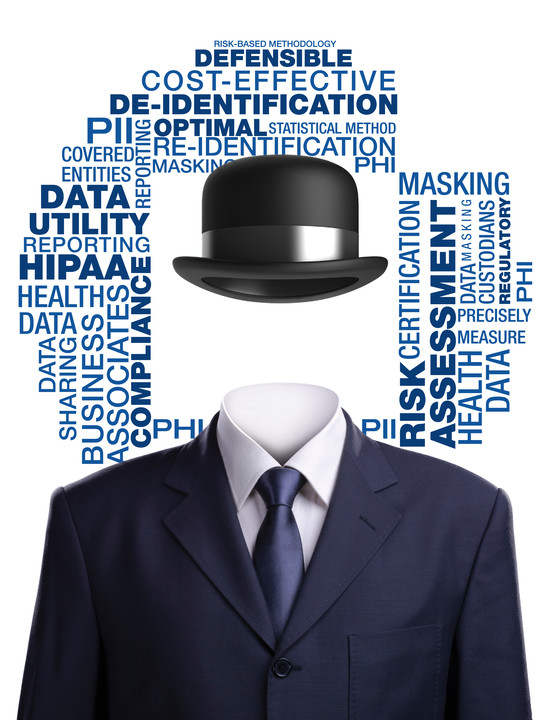 RISK-BASED METHODOLOGY
DEFENSIBLE
COST-EFFECTIVE
DE-IDENTIFICATION
PII
REPORTING
OPTIMAL
STATISTICAL METHOD
RE-IDENTIFICATION
MASKING
PHI
COVERED
ENTITIES
DATA
UTILITY
REPORTING
HIPAA
HEALTH
DATA
DATA
SHARING
BUSINESS
ASSOCIATES
COMPLIANCE
PHI
MASKING
RISK
CERTIFICATION
ASSESSMENT
DATA
MASKING
CUSTODIANS
REGULATORY
PHI
PRECISELY
MEASURE
HEALTH
DATA
PII